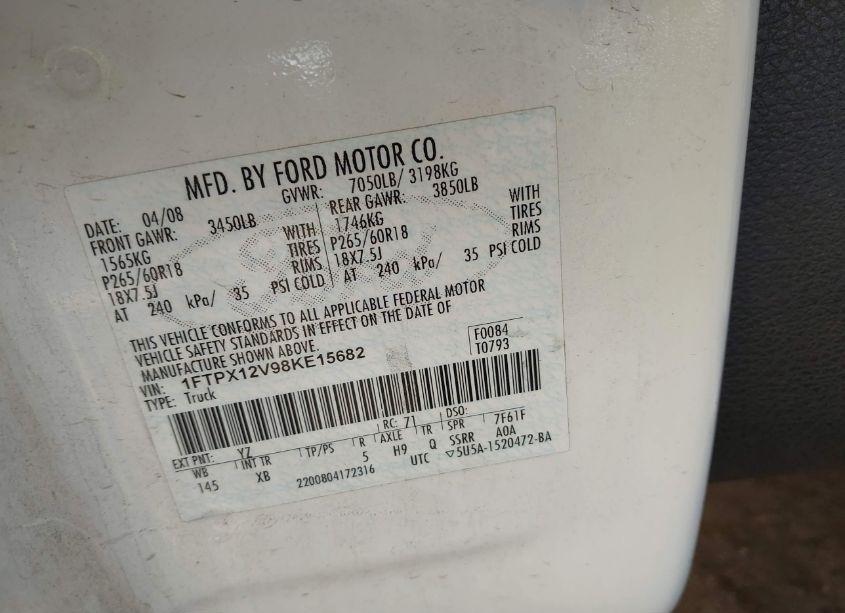 MFD. BY FORD MOTOR CO.
DATE: 04/08 GVWR: 7050LB/ 3198KG
FRONT GAWR: 3450LB REAR GAWR: 3850LB
1565KG WITH 1746KG WITH
P265/60R18 TIRES P265/60R18 TIRES
18X7.5J RIMS 18X7.5J RIMS
AT 240 kPa/ 35 PSI COLD AT 240 kPa/ 35 PSI COLD
THIS VEHICLE CONFORMS TO ALL APPLICABLE FEDERAL MOTOR
VEHICLE SAFETY STANDARDS IN EFFECT ON THE DATE OF
MANUFACTURE SHOWN ABOVE.
F0084
VIN: 1FTPX12V98KE15682
T0793
TYPE: Truck
EXT PNT: YZ RC: 71 DSO:
WB INT TR TP/PS R AXLE TR SPR 7F61F
145 XB 5 H9 Q SSRR A0A
2200804172316 UTC ▽5U5A-1520472-BA